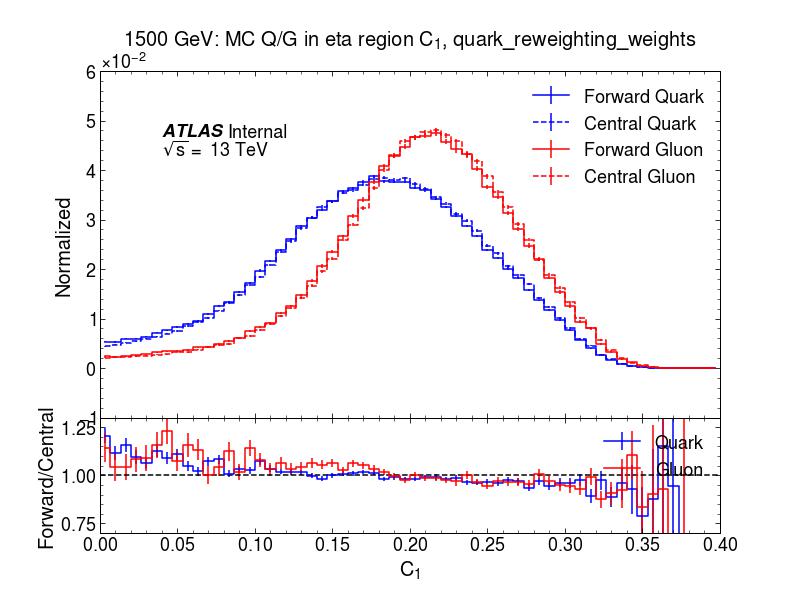 1500 GeV: MC Q/G in eta region C₁, quark_reweighting_weights
×10⁻²
6
5
4
3
2
1
0
−1
Normalized
ATLAS Internal
√s = 13 TeV
Forward Quark
Central Quark
Forward Gluon
Central Gluon
Forward/Central
1.25
1.00
0.75
Quark
Gluon
0.00 0.05 0.10 0.15 0.20 0.25 0.30 0.35 0.40
C₁